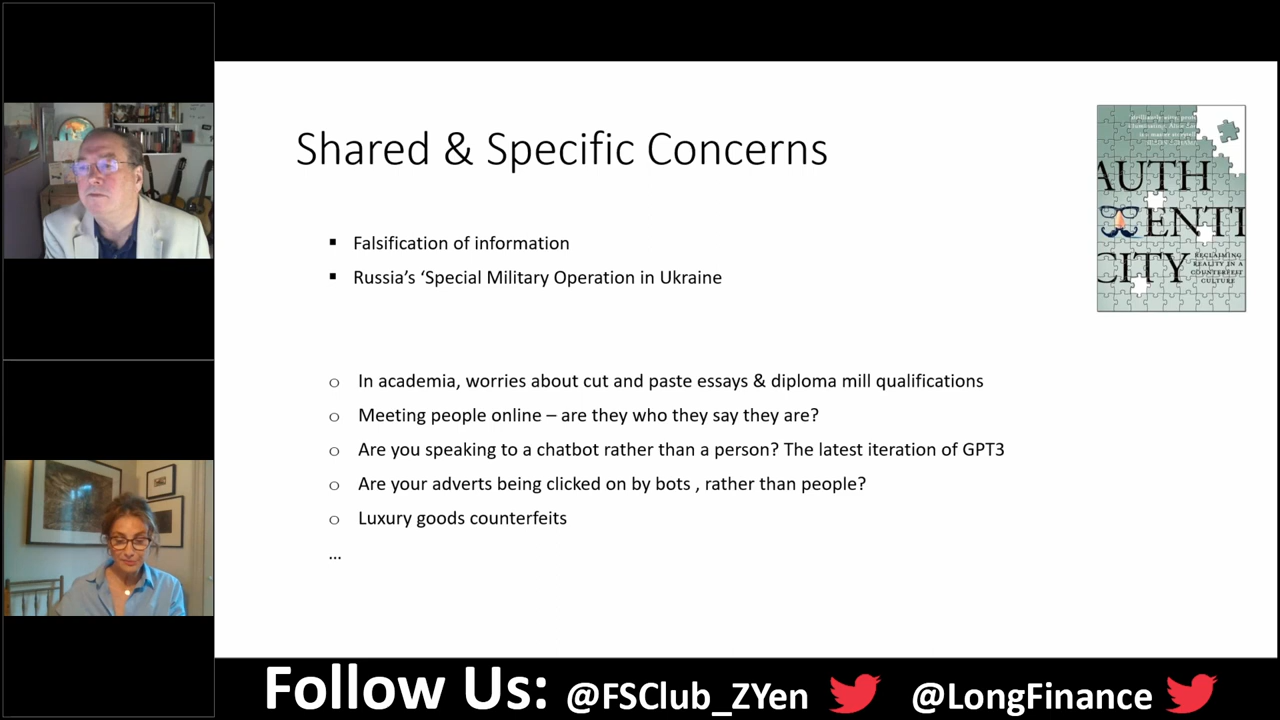 Shared & Specific Concerns
▪ Falsification of information
▪ Russia's ‘Special Military Operation in Ukraine
o In academia, worries about cut and paste essays & diploma mill qualifications
o Meeting people online – are they who they say they are?
o Are you speaking to a chatbot rather than a person? The latest iteration of GPT3
o Are your adverts being clicked on by bots , rather than people?
o Luxury goods counterfeits
...
AUTH
ENTI
CITY
RECLAIMING
REALITY IN A
COUNTERFEIT
CULTURE
Follow Us: @FSClub_ZYen @LongFinance